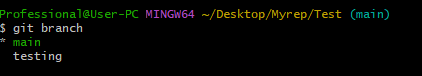 Professional@User-PC MINGW64 ~/Desktop/Myrep/Test (main)
$ git branch
* main
  testing